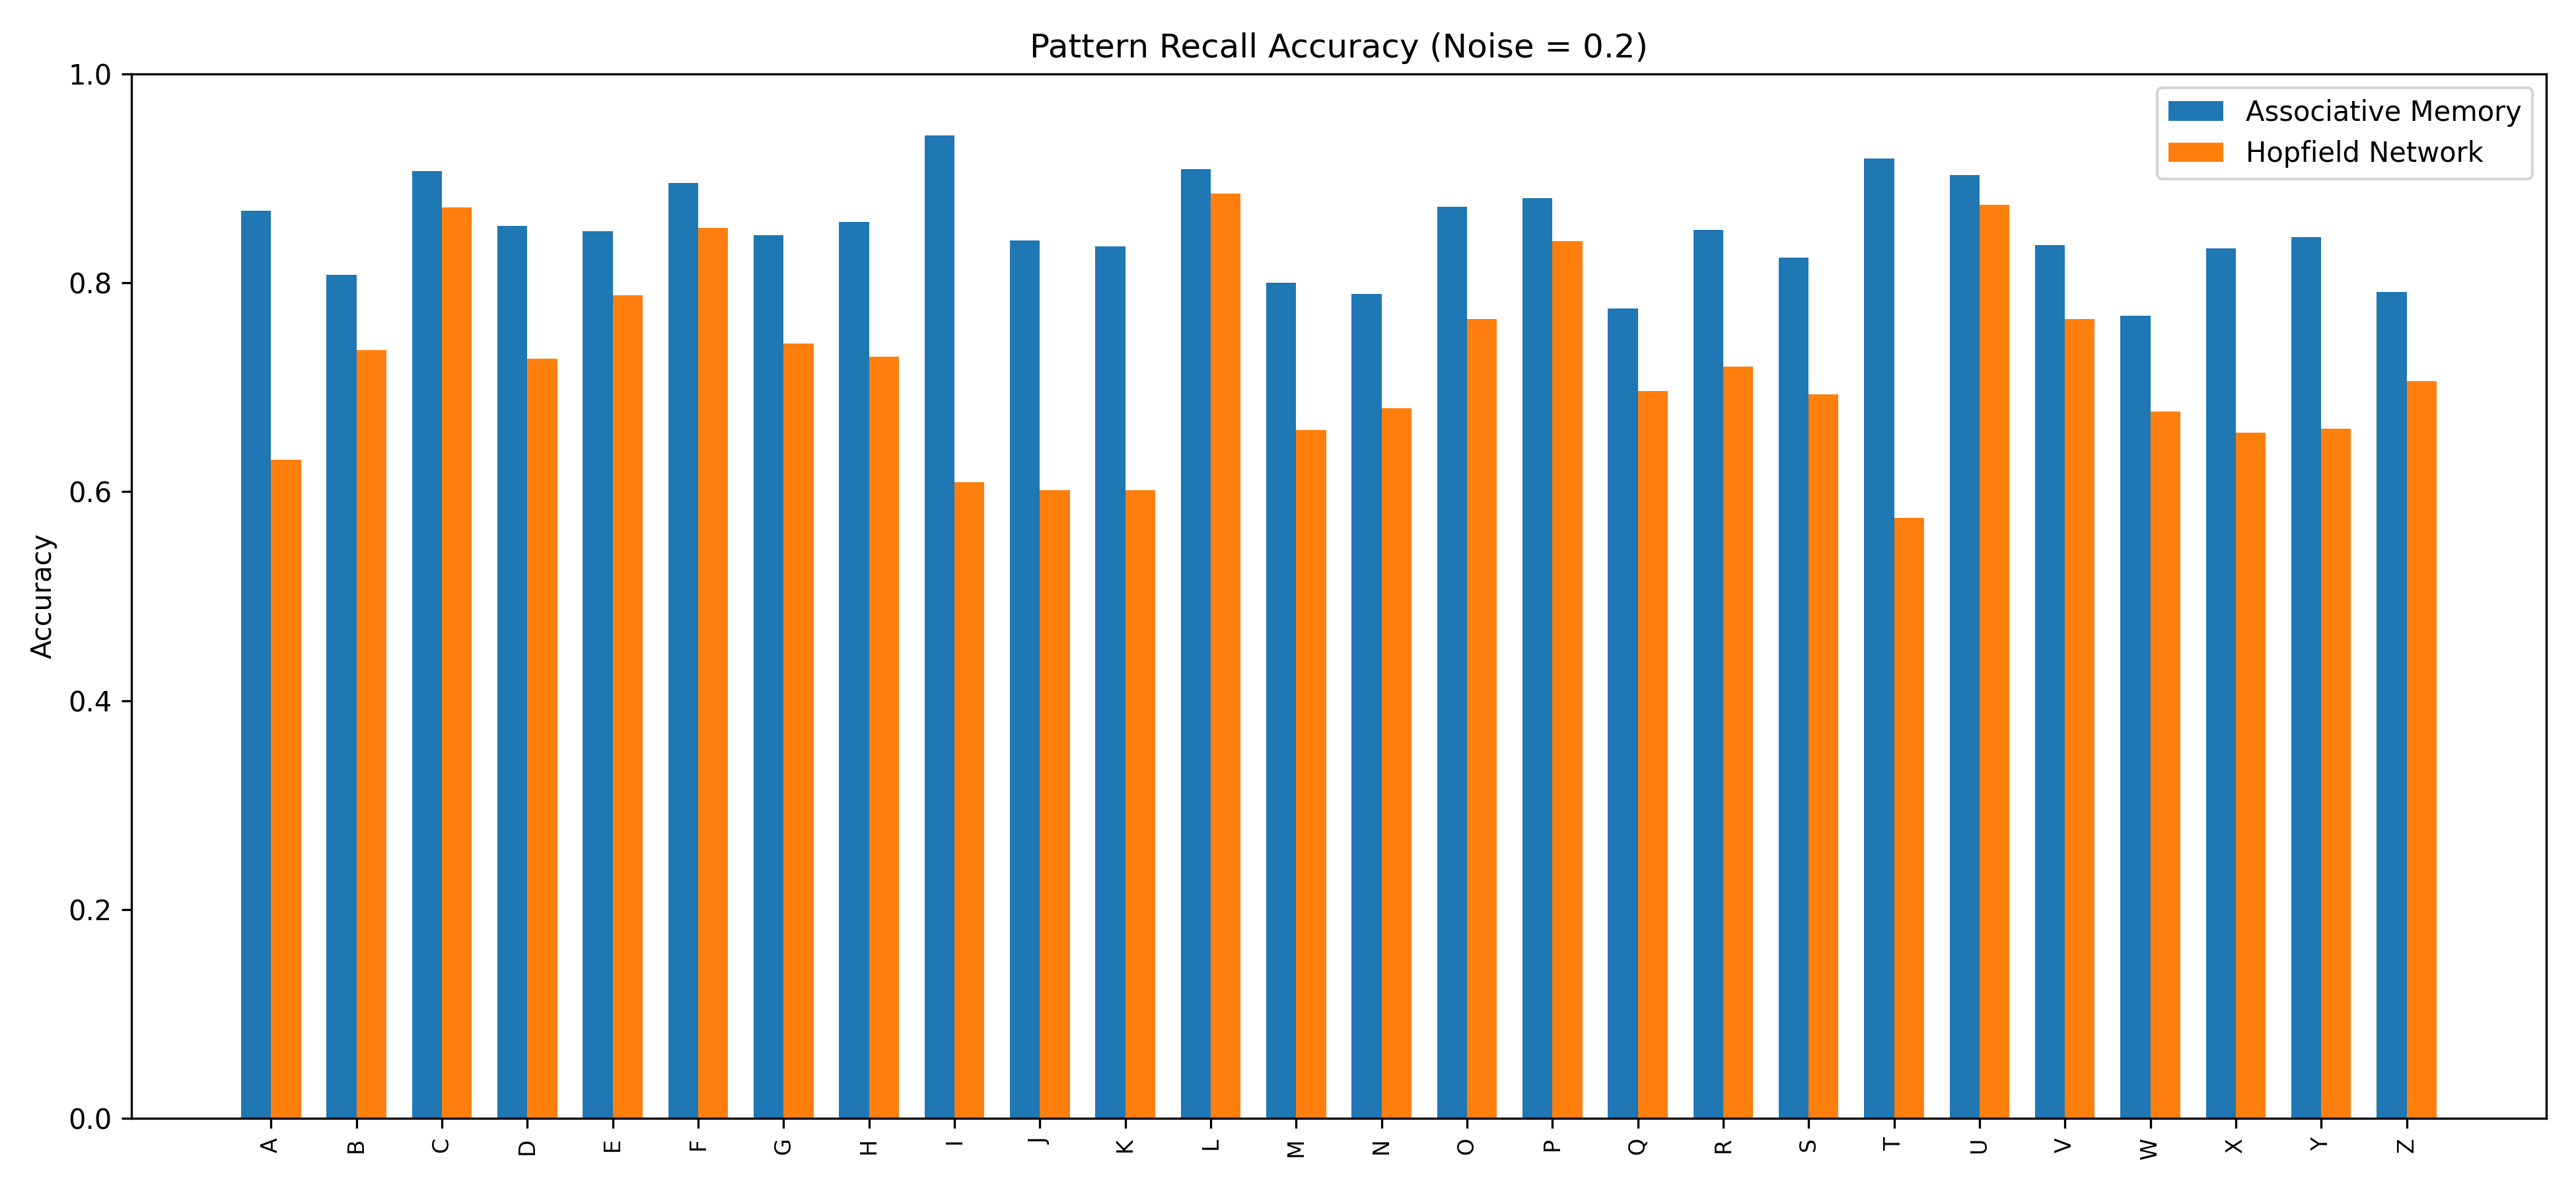 Pattern Recall Accuracy (Noise = 0.2)
Associative Memory
Hopfield Network
Accuracy
1.0
0.8
0.6
0.4
0.2
0.0
A B C D E F G H I J K L M N O P Q R S T U V W X Y Z